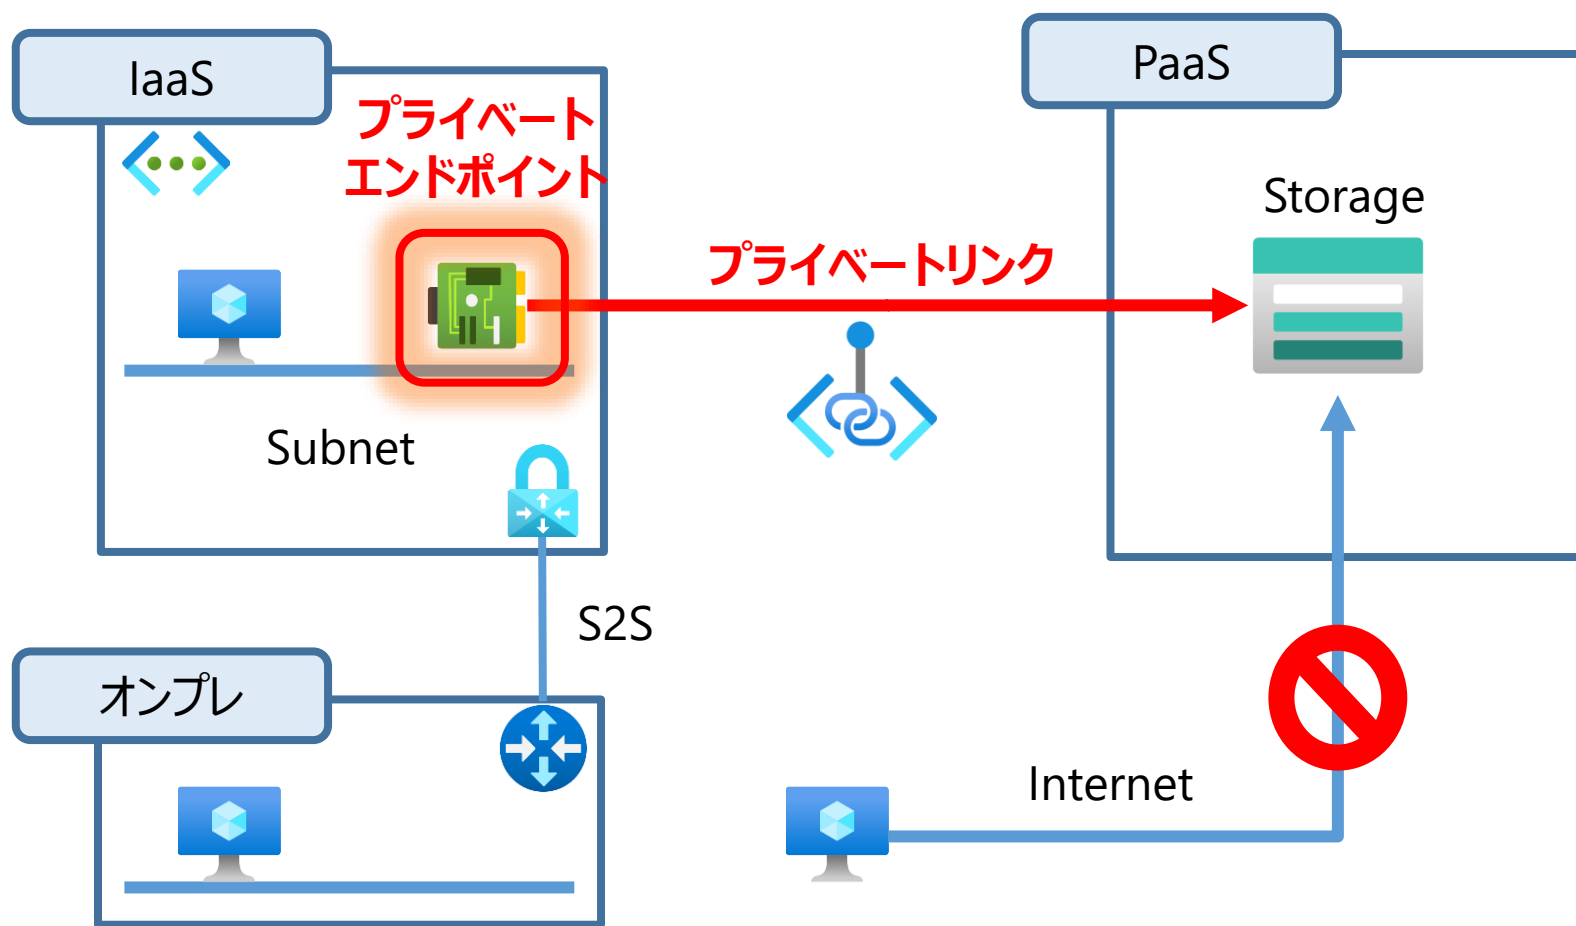 IaaS
プライベート
エンドポイント
PaaS
Storage
プライベートリンク
Subnet
S2S
オンプレ
Internet